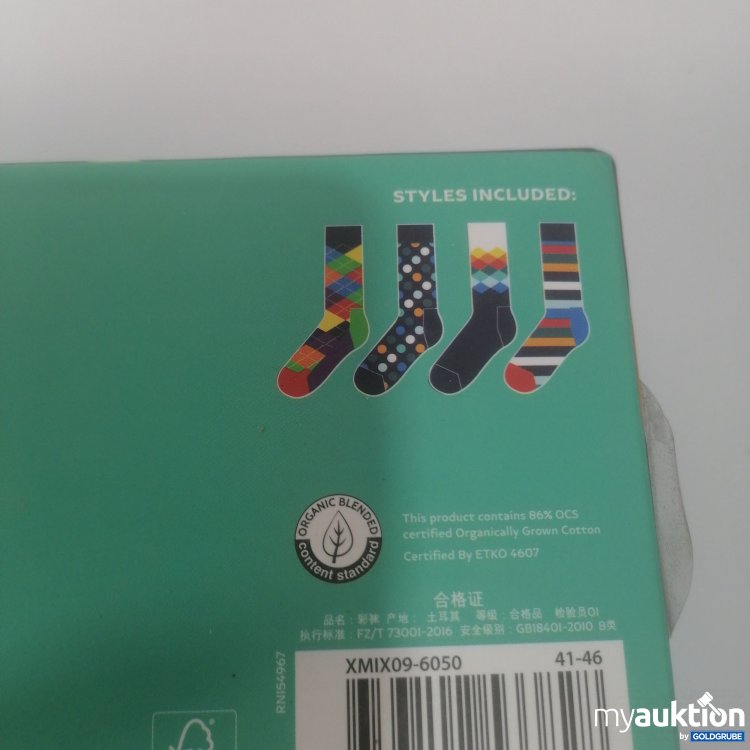 STYLES INCLUDED:
ORGANIC BLENDED
content standard
This product contains 86% OCS
certified Organically Grown Cotton
Certified By ETKO 4607
合格证
品名: 彩袜 产地: 土耳其 等级: 合格品 检验员01
执行标准: FZ/T 73001-2016 安全级别: GB18401-2010 B类
RN154967
XMIX09-6050 41-46
myauktion
by GOLDGRUBE